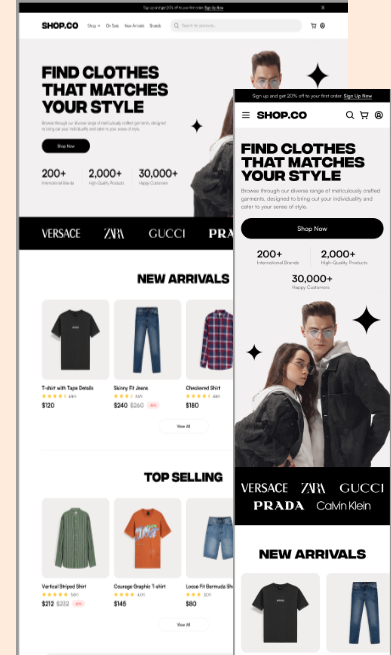 Sign up and get 20% off to your first order. Sign Up Now
SHOP.CO
Shop
On Sale
New Arrivals
Brands
Search for products...
FIND CLOTHES
THAT MATCHES
YOUR STYLE
Browse through our diverse range of meticulously crafted garments, designed
to bring out your individuality and cater to your sense of style.
Shop Now
200+
International Brands
2,000+
High-Quality Products
30,000+
Happy Customers
VERSACE
ZARA
GUCCI
PRA
NEW ARRIVALS
T-shirt with Tape Details
$120
Skinny Fit Jeans
$240 $260
Checkered Shirt
$180
View All
TOP SELLING
Vertical Striped Shirt
$212 $232
Courage Graphic T-shirt
$145
Loose Fit Bermuda Sh
$80
View All
Sign up and get 20% off to your first order. Sign Up Now
SHOP.CO
FIND CLOTHES
THAT MATCHES
YOUR STYLE
Browse through our diverse range of meticulously crafted
garments, designed to bring out your individuality and
cater to your sense of style.
Shop Now
200+
International Brands
2,000+
High-Quality Products
30,000+
Happy Customers
VERSACE ZARA GUCCI
PRADA Calvin Klein
NEW ARRIVALS